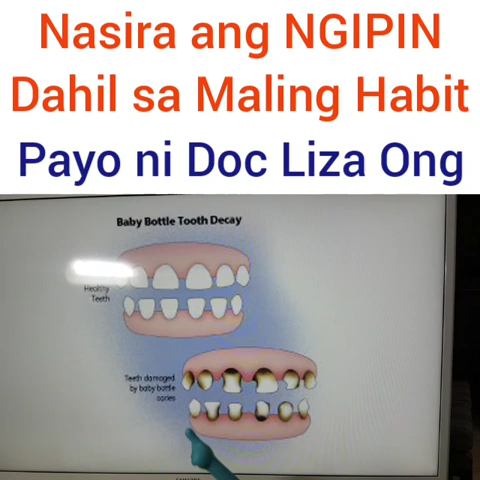 Nasira ang NGIPIN
Dahil sa Maling Habit
Payo ni Doc Liza Ong
Baby Bottle Tooth Decay
Healthy
Teeth
Teeth damaged
by baby bottle
caries